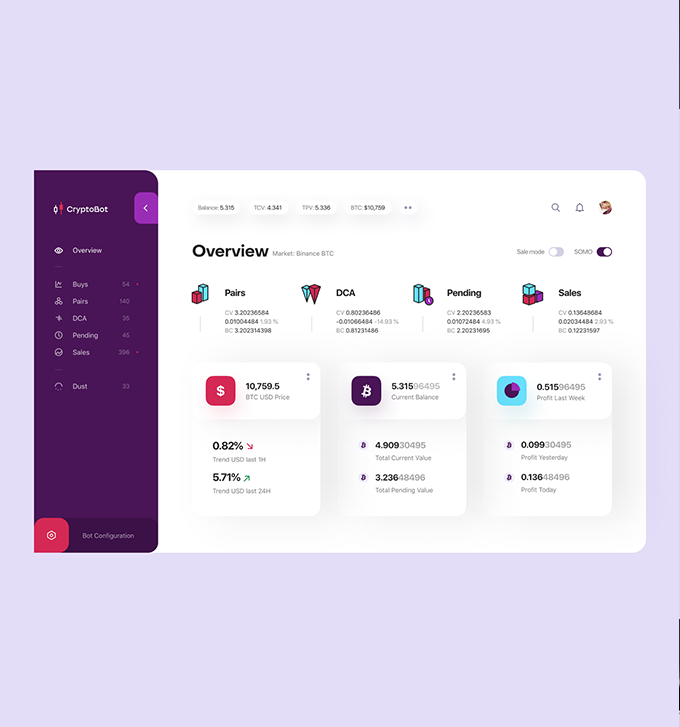 CryptoBot
Overview
Buys 54
Pairs 140
DCA 35
Pending 45
Sales 396
Dust 33
Bot Configuration
Balance: 5.315 TCV: 4.341 TPV: 5.336 BTC: $10,759
Overview Market: Binance BTC
Sale mode SOMO
Pairs
CV 3.20236584
0.01004484 1.93 %
BC 3.202314398
DCA
CV 0.80236486
-0.01066484 -14.93 %
BC 0.81231486
Pending
CV 2.20236583
0.01072484 4.93 %
BC 2.20231695
Sales
CV 0.13648684
0.02034484 2.93 %
BC 0.12231597
$
10,759.5
BTC USD Price
0.82%
Trend USD last 1H
5.71%
Trend USD last 24H
5.31596495
Current Balance
4.90930495
Total Current Value
3.23648496
Total Pending Value
0.51596495
Profit Last Week
0.09930495
Profit Yesterday
0.13648496
Profit Today